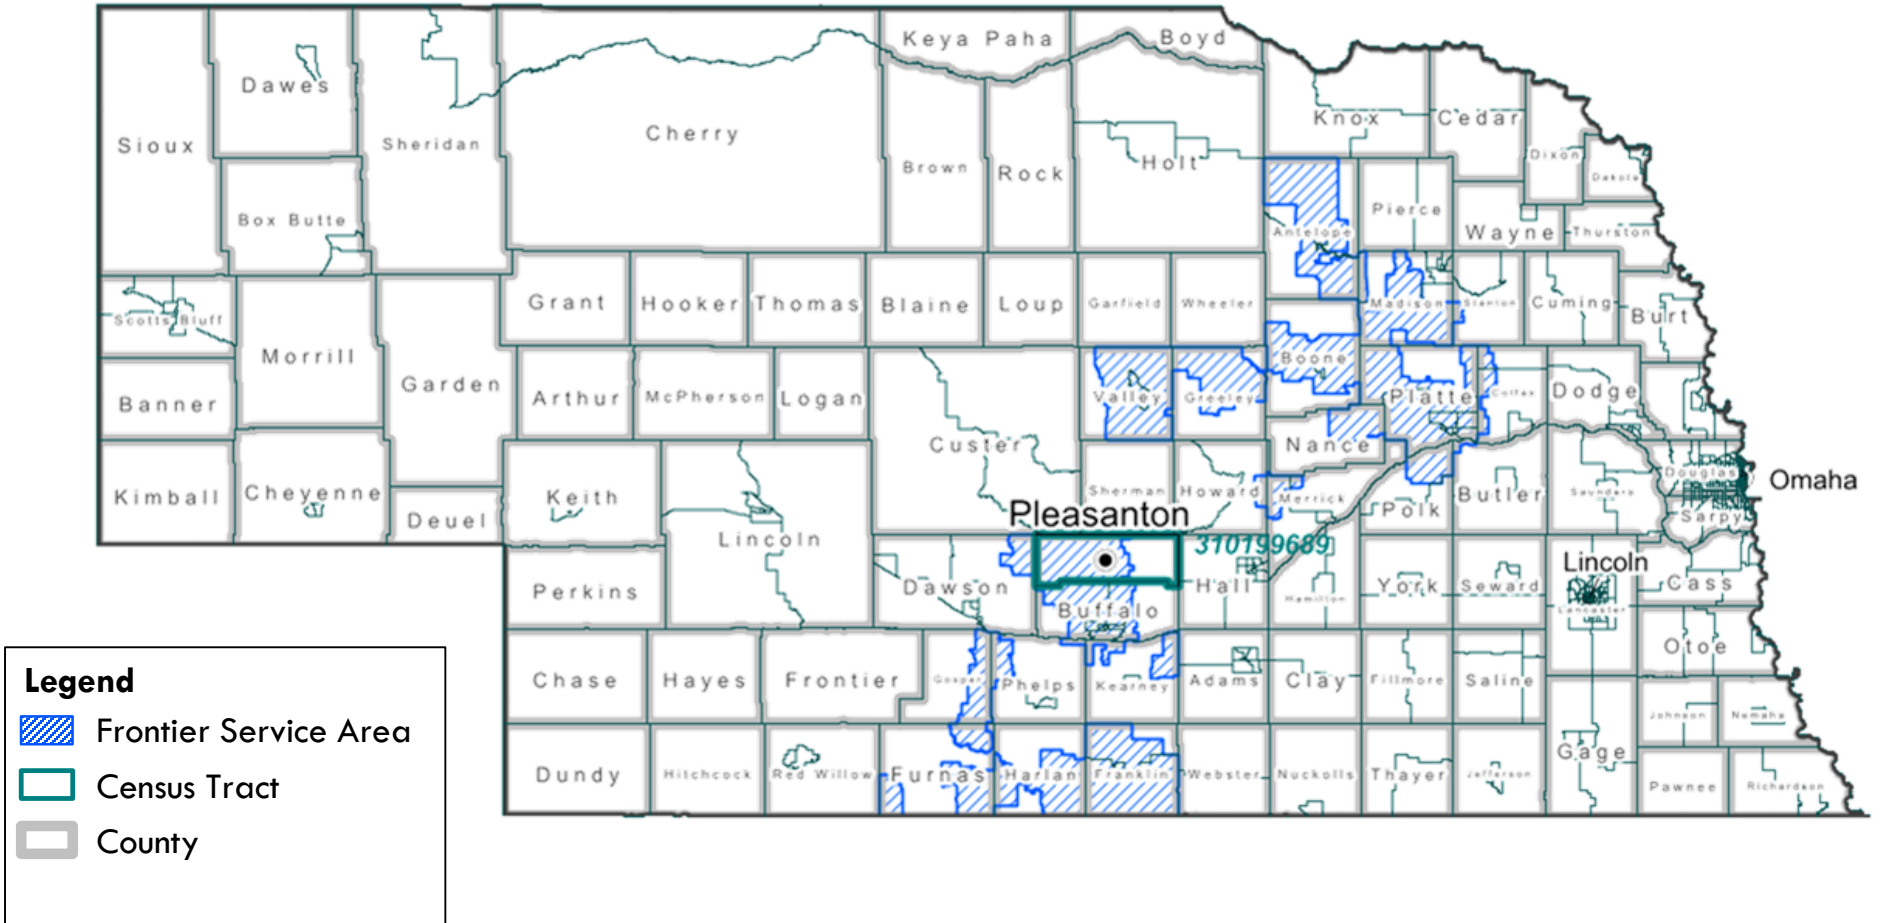 Keya Paha
Boyd
Dawes
Knox
Cedar
Cherry
Sioux
Sheridan
Holt
Dixon
Brown
Rock
Dakota
Box Butte
Pierce
Antelope
Wayne
Thurston
Grant
Hooker
Thomas
Blaine
Loup
Garfield
Wheeler
Madison
Stanton
Cuming
Burt
Scotts Bluff
Morrill
Boone
Garden
Banner
Arthur
McPherson
Logan
Valley
Greeley
Platte
Colfax
Dodge
Custer
Nance
Kimball
Cheyenne
Keith
Sherman
Howard
Merrick
Butler
Saunders
Douglas
Omaha
Deuel
Lincoln
Pleasanton
Polk
Sarpy
310199689
Lincoln
Perkins
Dawson
Hall
Hamilton
York
Seward
Cass
Buffalo
Lancaster
Otoe
Chase
Hayes
Frontier
Gosper
Phelps
Kearney
Adams
Clay
Fillmore
Saline
Johnson
Nemaha
Gage
Dundy
Hitchcock
Red Willow
Furnas
Harlan
Franklin
Webster
Nuckolls
Thayer
Jefferson
Pawnee
Richardson
Legend
Frontier Service Area
Census Tract
County